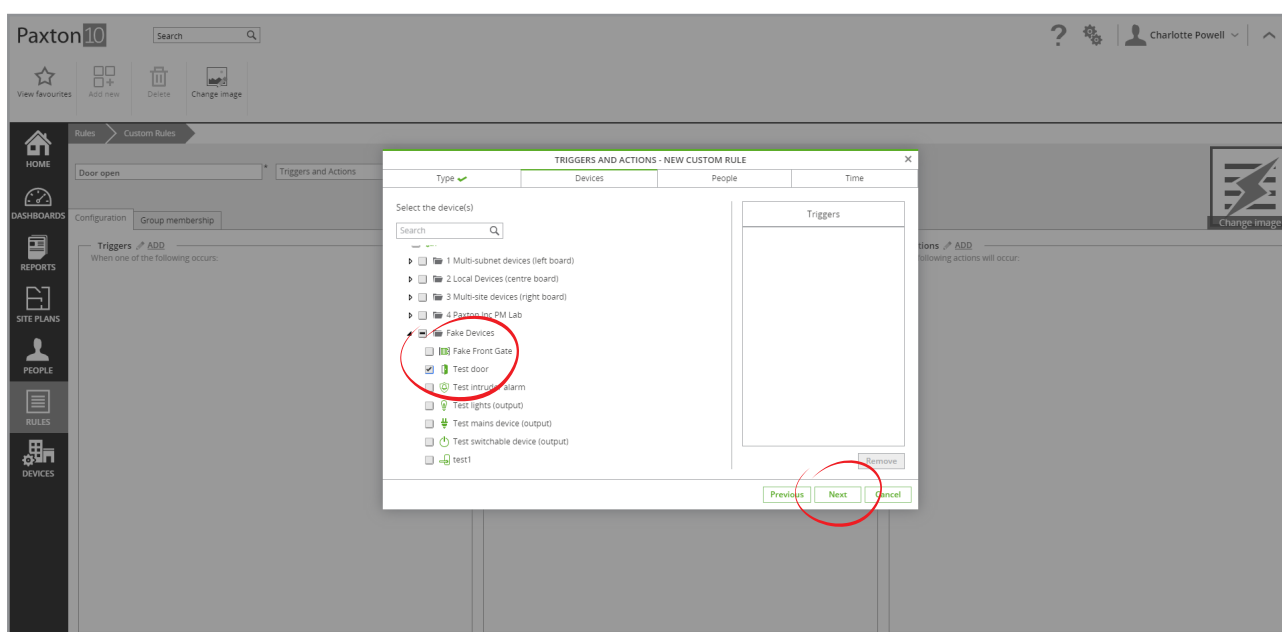 Paxton10
Search
Charlotte Powell
View favourites
Add new
Delete
Change image
Rules
Custom Rules
HOME
DASHBOARDS
REPORTS
SITE PLANS
PEOPLE
RULES
DEVICES
Door open
*
Triggers and Actions
Change image
Configuration
Group membership
Triggers ADD
When one of the following occurs:
tions ADD
following actions will occur:
TRIGGERS AND ACTIONS - NEW CUSTOM RULE
Type
Devices
People
Time
Select the device(s)
Search
1 Multi-subnet devices (left board)
2 Local Devices (centre board)
3 Multi-site devices (right board)
4 Paxton Inc PM Lab
Fake Devices
Fake Front Gate
Test door
Test intruder alarm
Test lights (output)
Test mains device (output)
Test switchable device (output)
test1
Triggers
Remove
Previous
Next
Cancel